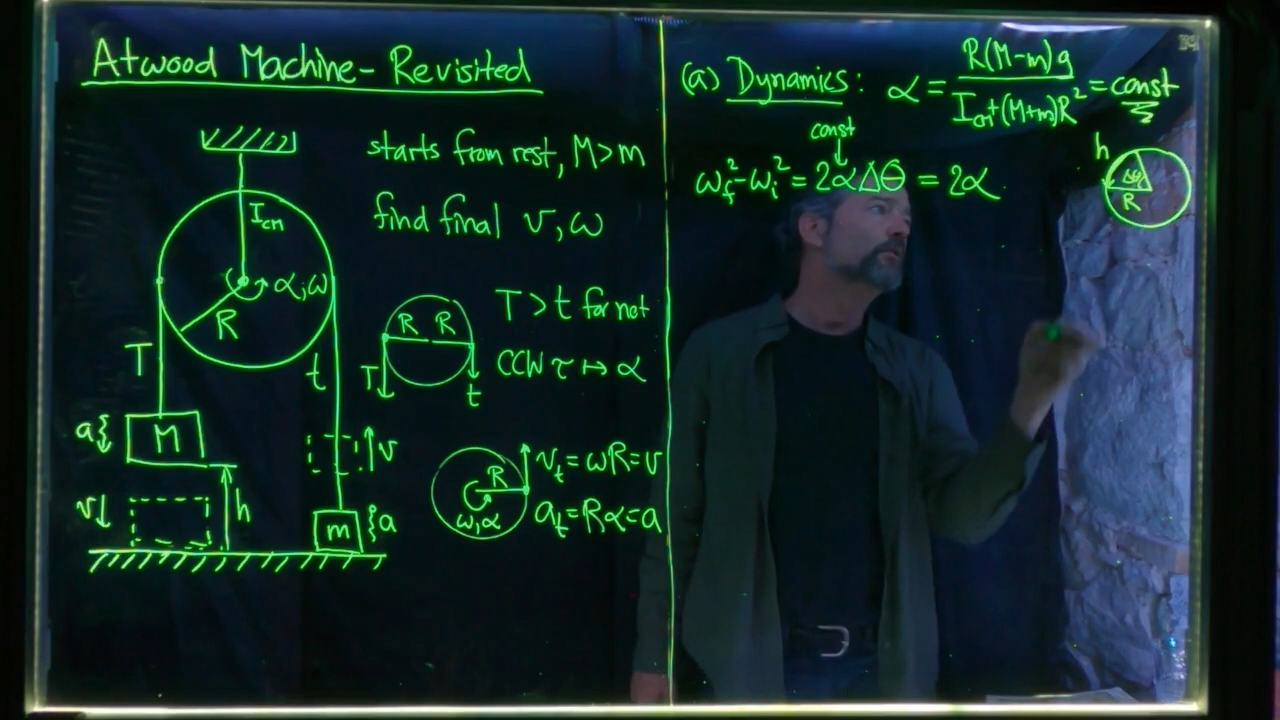 Atwood Machine - Revisited
starts from rest, M>m
find final v, ω
I_cm
α, ω
R
T
t
a
M
v
h
v
m
a
R R
T
t
T > t for net
CCW τ ↦ α
R
ω, α
v_t = ωR = v
a_t = Rα = a
(a) Dynamics: α = R(M-m)g / I_cm+(M+m)R² = const
const
ω_f² - ω_i² = 2αΔθ = 2α
h
Δθ
R